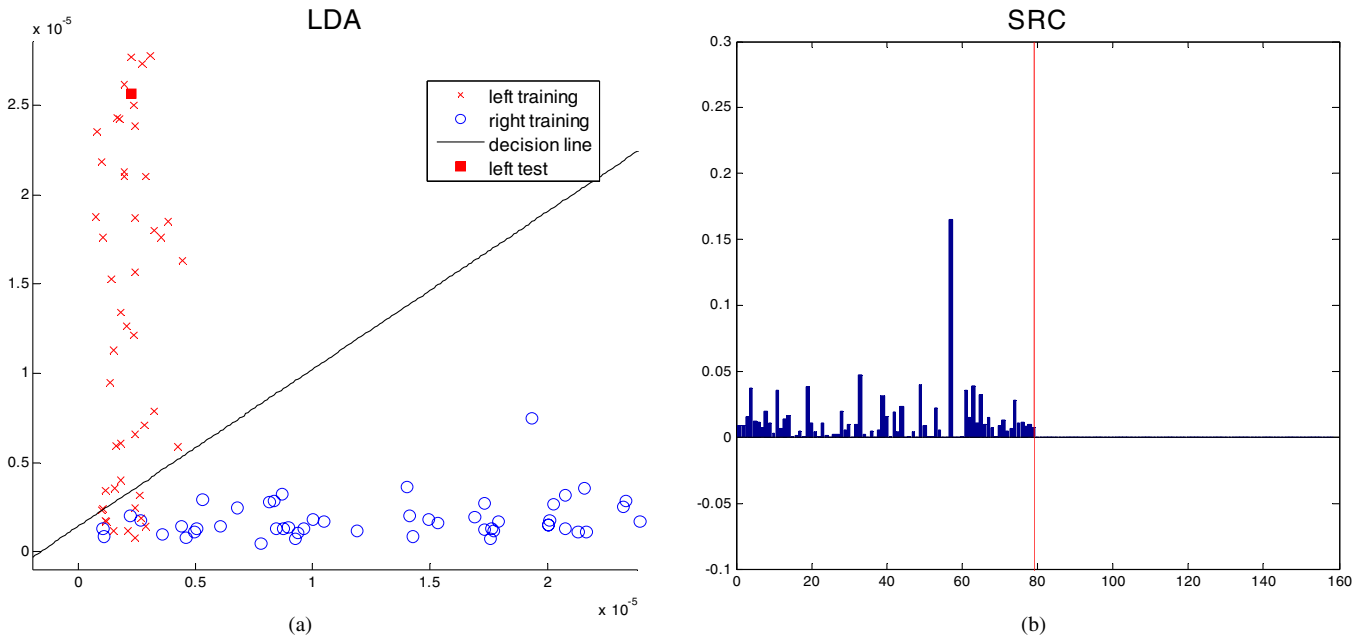 LDA
x 10^-5
2.5
2
1.5
1
0.5
0
0
0.5
1
1.5
2
x 10^-5
left training
right training
decision line
left test
(a)
SRC
0.3
0.25
0.2
0.15
0.1
0.05
0
-0.05
-0.1
0
20
40
60
80
100
120
140
160
(b)